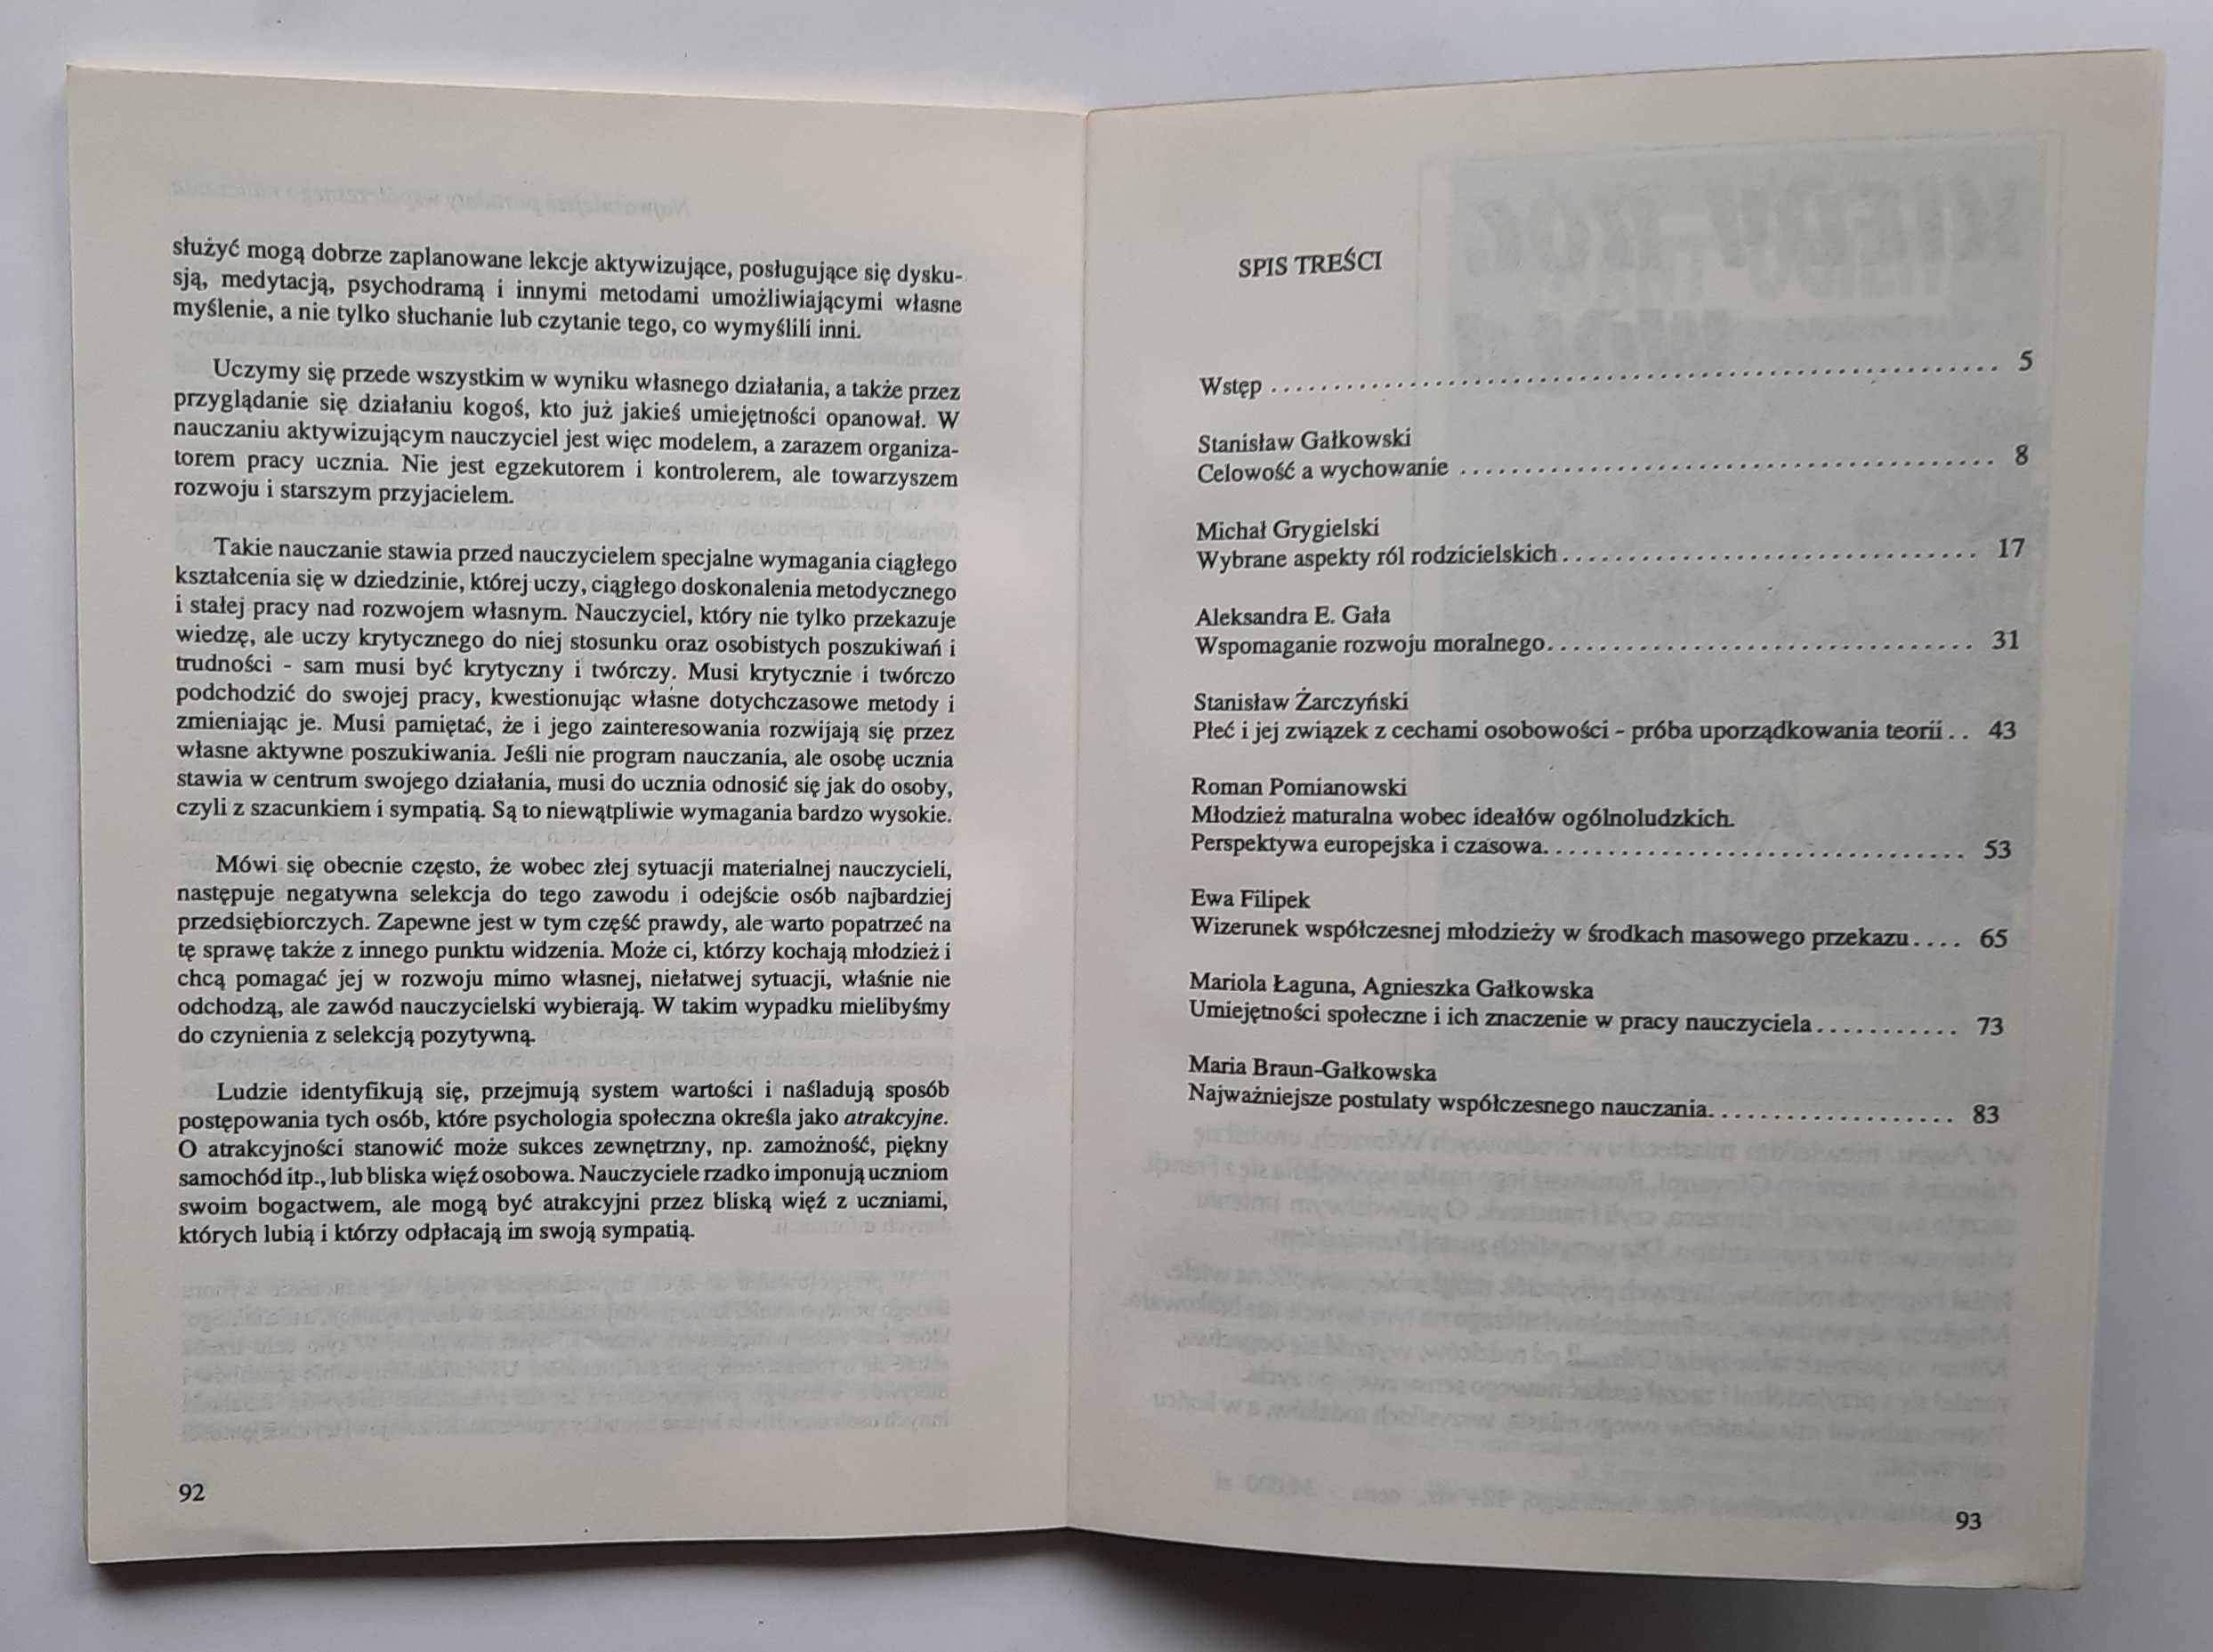 służyć mogą dobrze zaplanowane lekcje aktywizujące, posługujące się dysku-
sją, medytacją, psychodramą i innymi metodami umożliwiającymi własne
myślenie, a nie tylko słuchanie lub czytanie tego, co wymyślili inni.
Uczymy się przede wszystkim w wyniku własnego działania, a także przez
przyglądanie się działaniu kogoś, kto już jakieś umiejętności opanował. W
nauczaniu aktywizującym nauczyciel jest więc modelem, a zarazem organiza-
torem pracy ucznia. Nie jest egzekutorem i kontrolerem, ale towarzyszem
rozwoju i starszym przyjacielem.
Takie nauczanie stawia przed nauczycielem specjalne wymagania ciągłego
kształcenia się w dziedzinie, której uczy, ciągłego doskonalenia metodycznego
i stałej pracy nad rozwojem własnym. Nauczyciel, który nie tylko przekazuje
wiedzę, ale uczy krytycznego do niej stosunku oraz osobistych poszukiwań i
trudności - sam musi być krytyczny i twórczy. Musi krytycznie i twórczo
podchodzić do swojej pracy, kwestionując własne dotychczasowe metody i
zmieniając je. Musi pamiętać, że i jego zainteresowania rozwijają się przez
własne aktywne poszukiwania. Jeśli nie program nauczania, ale osobę ucznia
stawia w centrum swojego działania, musi do ucznia odnosić się jak do osoby,
czyli z szacunkiem i sympatią. Są to niewątpliwie wymagania bardzo wysokie.
Mówi się obecnie często, że wobec złej sytuacji materialnej nauczycieli,
następuje negatywna selekcja do tego zawodu i odejście osób najbardziej
przedsiębiorczych. Zapewne jest w tym część prawdy, ale warto popatrzeć na
tę sprawę także z innego punktu widzenia. Może ci, którzy kochają młodzież i
chcą pomagać jej w rozwoju mimo własnej, niełatwej sytuacji, właśnie nie
odchodzą, ale zawód nauczycielski wybierają. W takim wypadku mielibyśmy
do czynienia z selekcją pozytywną.
Ludzie identyfikują się, przejmują system wartości i naśladują sposób
postępowania tych osób, które psychologia społeczna określa jako atrakcyjne.
O atrakcyjności stanowić może sukces zewnętrzny, np. zamożność, piękny
samochód itp., lub bliska więź osobowa. Nauczyciele rzadko imponują uczniom
swoim bogactwem, ale mogą być atrakcyjni przez bliską więź z uczniami,
których lubią i którzy odpłacają im swoją sympatią.
92
SPIS TREŚCI
Wstęp . . . . . . . . . . . . . . . . . . . . 5
Stanisław Gałkowski
Celowość a wychowanie . . . . . . . . . . . . . . . . . . . . 8
Michał Grygielski
Wybrane aspekty ról rodzicielskich . . . . . . . . . . . . . . . . . . . . 17
Aleksandra E. Gała
Wspomaganie rozwoju moralnego. . . . . . . . . . . . . . . . . . . . 31
Stanisław Żarczyński
Płeć i jej związek z cechami osobowości - próba uporządkowania teorii . . 43
Roman Pomianowski
Młodzież maturalna wobec ideałów ogólnoludzkich.
Perspektywa europejska i czasowa. . . . . . . . . . . . . . . . . . . . 53
Ewa Filipek
Wizerunek współczesnej młodzieży w środkach masowego przekazu . . . . 65
Mariola Łaguna, Agnieszka Gałkowska
Umiejętności społeczne i ich znaczenie w pracy nauczyciela . . . . . . . . . . . 73
Maria Braun-Gałkowska
Najważniejsze postulaty współczesnego nauczania. . . . . . . . . . . . . . . . . . . 83
93